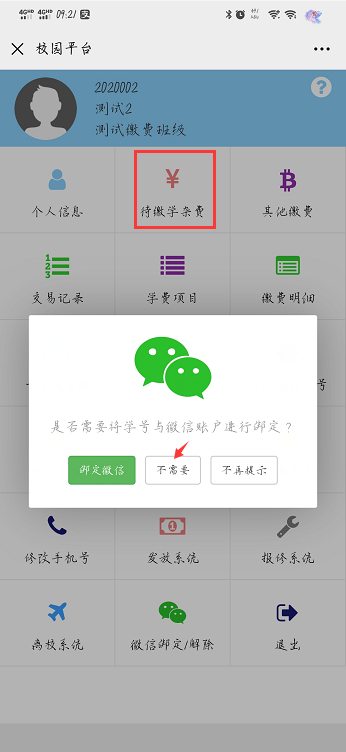 4GHD 4GHD 09:21 支
校园平台
2020002
测试2
测试缴费班级
?
个人信息
待缴学杂费
其他缴费
交易记录
学费项目
缴费明细
号
是否需要将学号与微信账户进行绑定？
绑定微信
不需要
不再提示
修改手机号
发放系统
报修系统
离校系统
微信绑定/解除
退出